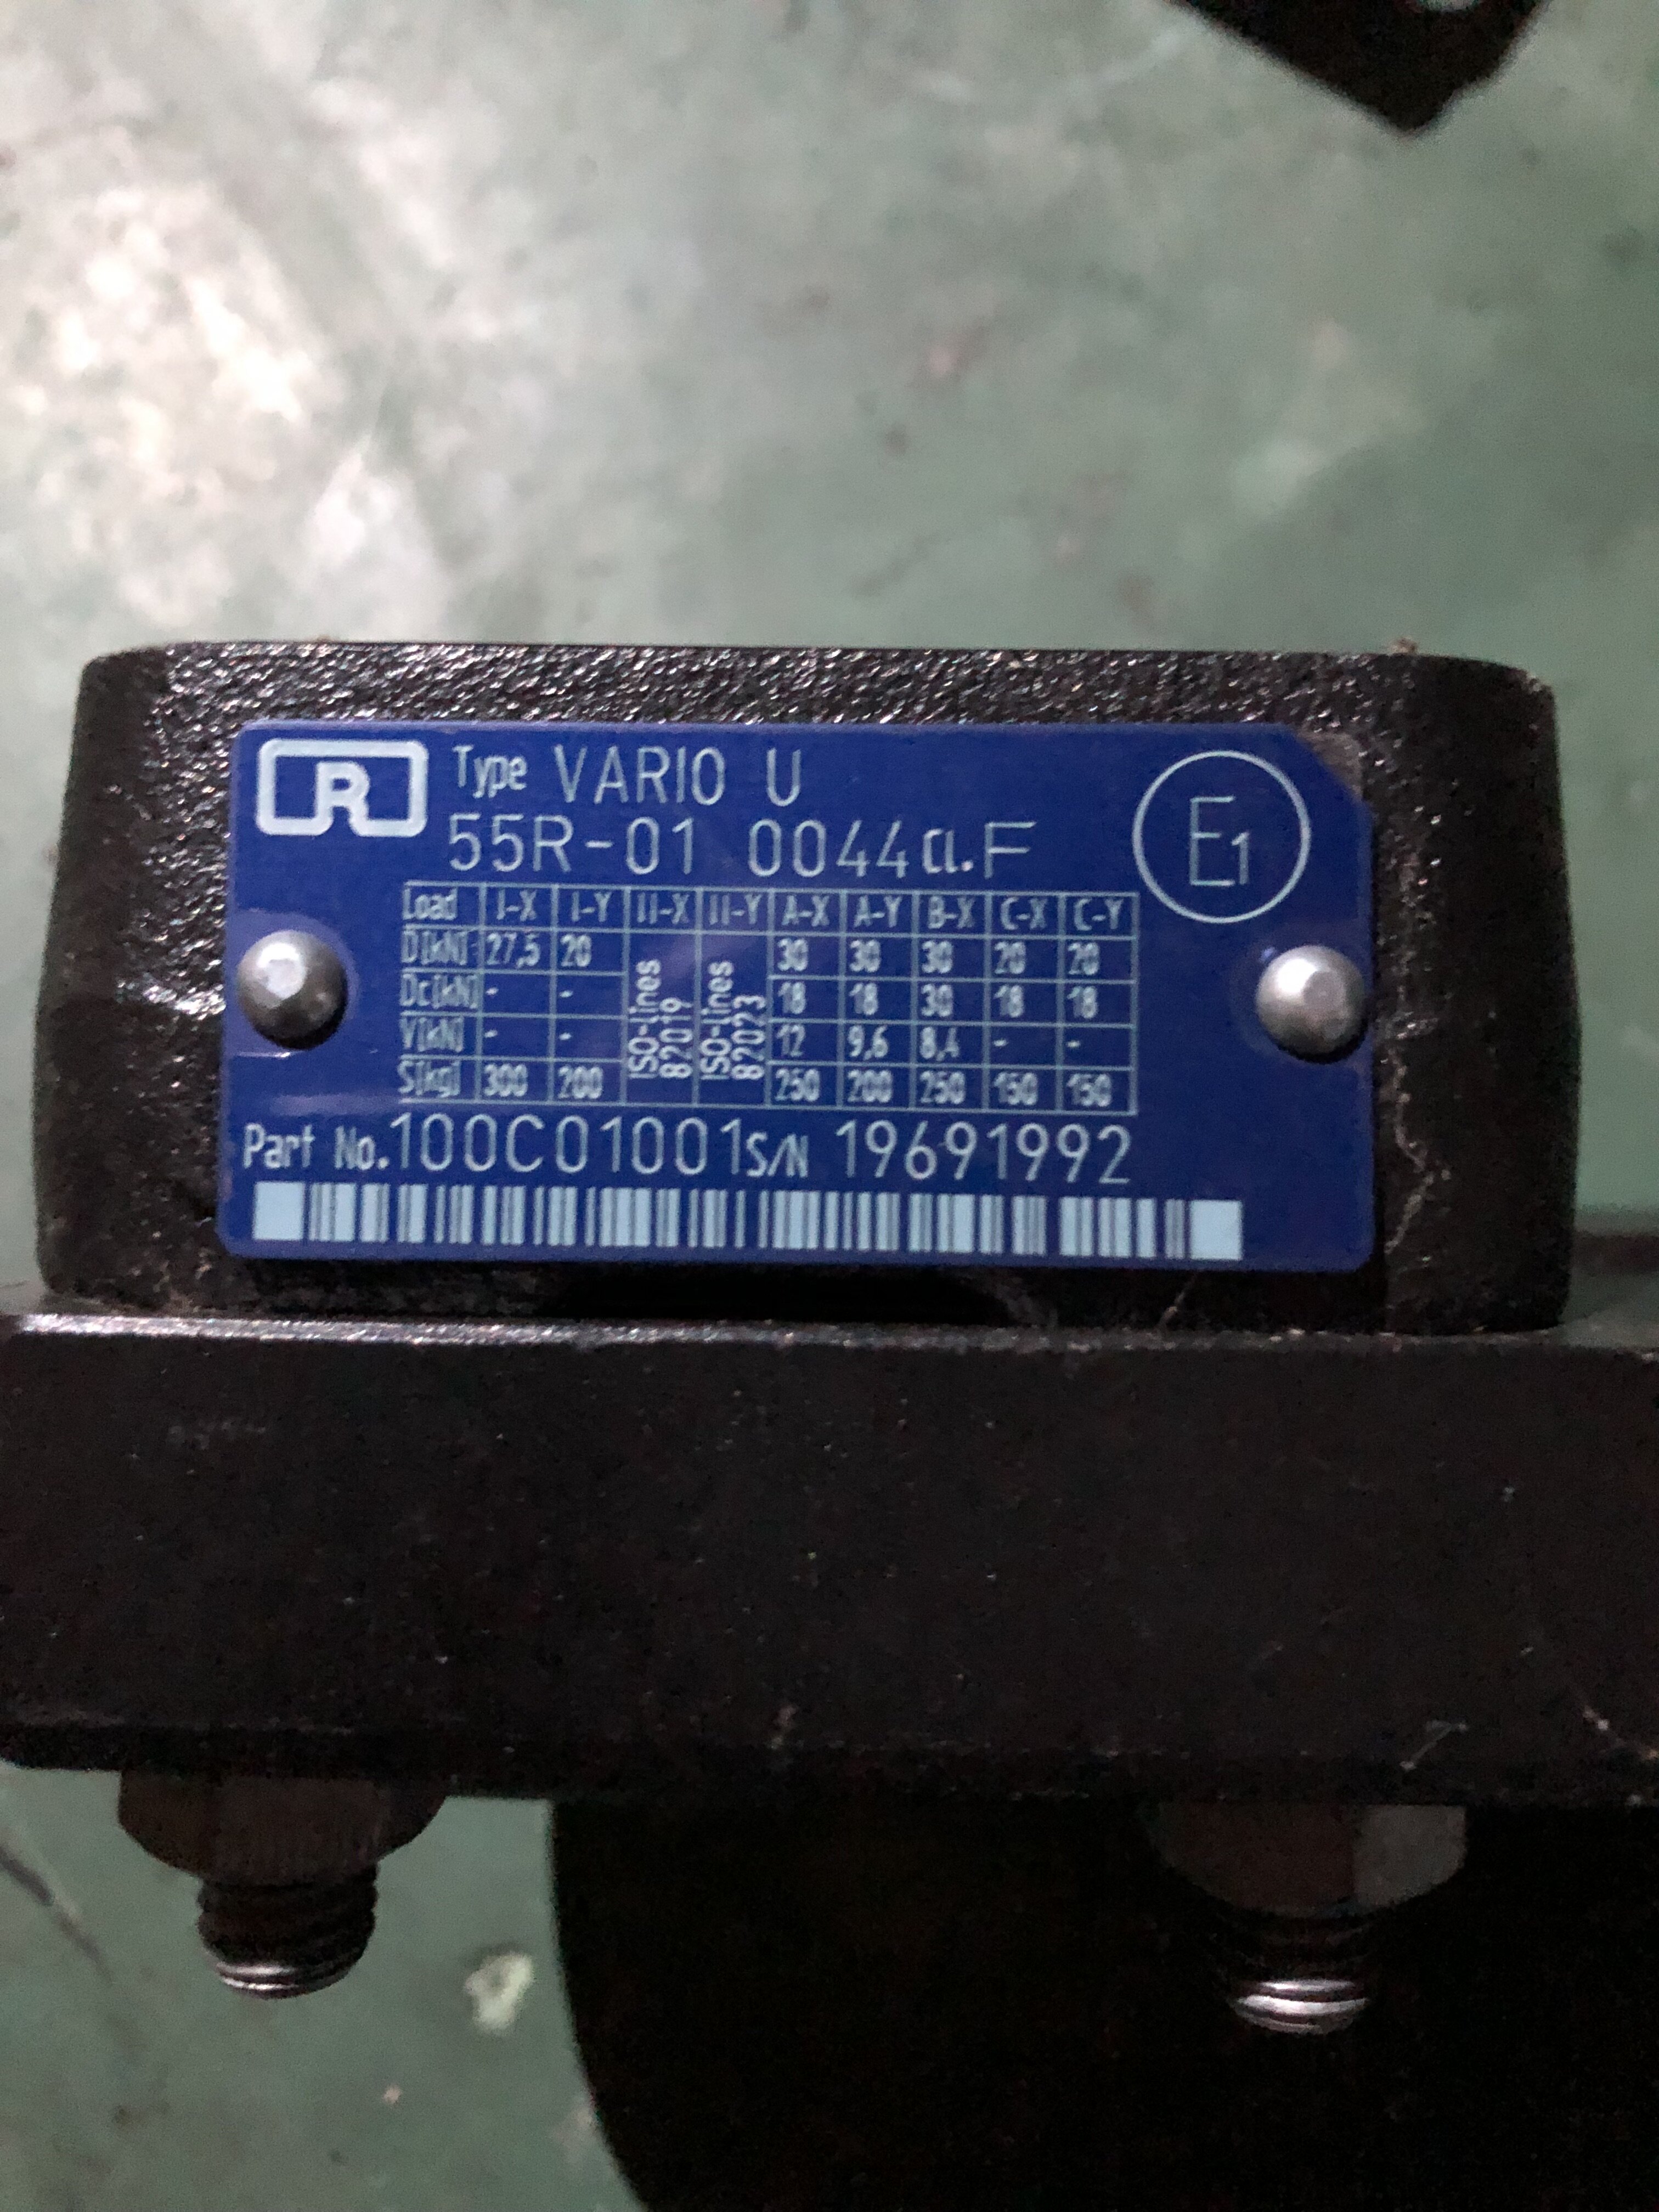 R Type VARIO U
55R-01 0044 a.F
E1
Load I-X I-Y II-X II-Y A-X A-Y B-X C-X C-Y
D[kN] 27,5 20 ISO-lines 82019 ISO-lines 82023 30 30 30 20 20
Dc[kN] - - 18 18 30 18 18
V[kN] - - 12 9,6 8,4 - -
S[kg] 300 200 250 200 250 150 150
Part No. 100C01001 S/N 19691992